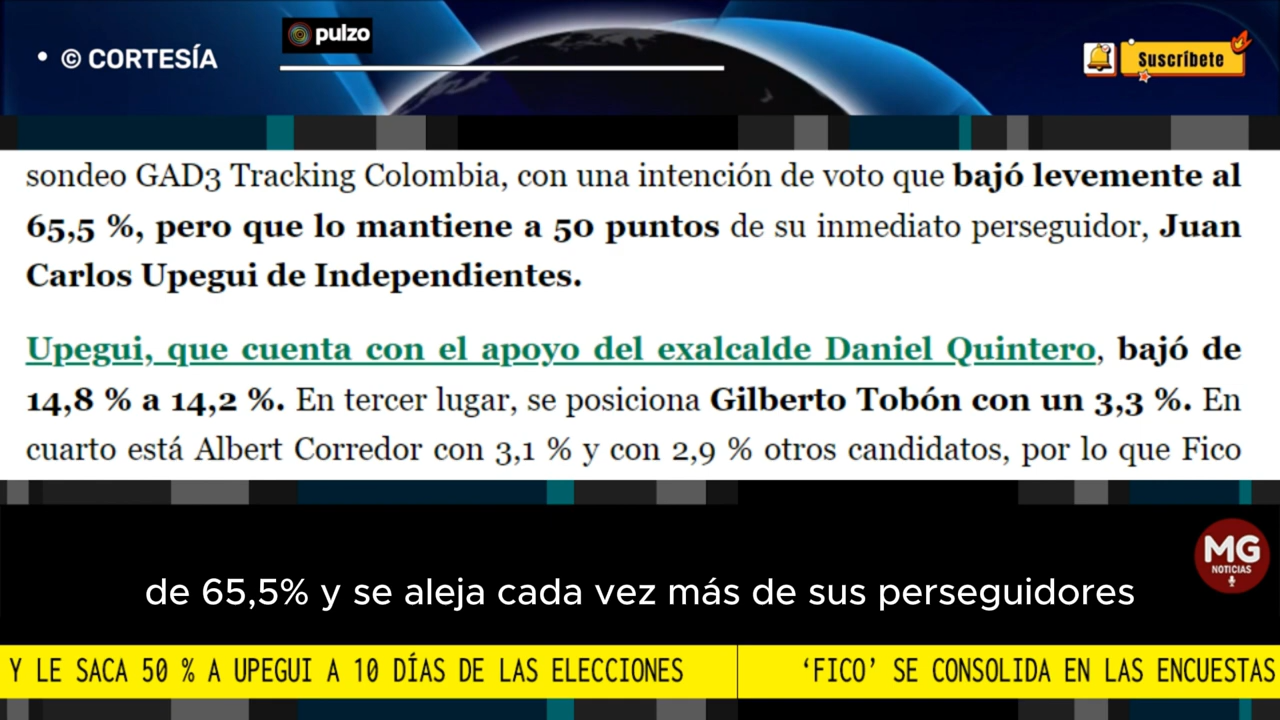 • © CORTESÍA
pulzo
Suscríbete
sondeo GAD3 Tracking Colombia, con una intención de voto que bajó levemente al
65,5 %, pero que lo mantiene a 50 puntos de su inmediato perseguidor, Juan
Carlos Upegui de Independientes.
Upegui, que cuenta con el apoyo del exalcalde Daniel Quintero, bajó de
14,8 % a 14,2 %. En tercer lugar, se posiciona Gilberto Tobón con un 3,3 %. En
cuarto está Albert Corredor con 3,1 % y con 2,9 % otros candidatos, por lo que Fico
MG
NOTICIAS
de 65,5% y se aleja cada vez más de sus perseguidores
Y LE SACA 50 % A UPEGUI A 10 DÍAS DE LAS ELECCIONES
‘FICO’ SE CONSOLIDA EN LAS ENCUESTAS